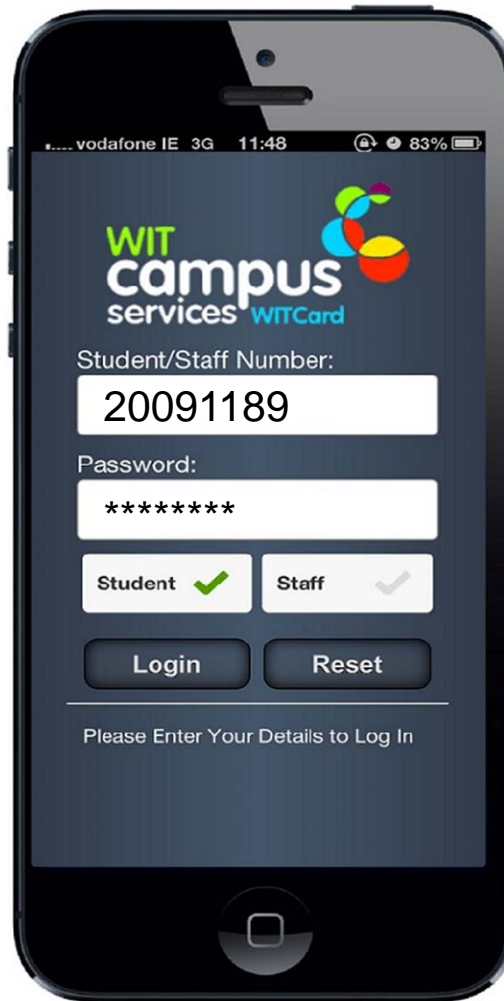 vodafone IE 3G 11:48 83%
WIT
campus
services WITCard
Student/Staff Number:
20091189
Password:
********
Student Staff
Login Reset
Please Enter Your Details to Log In